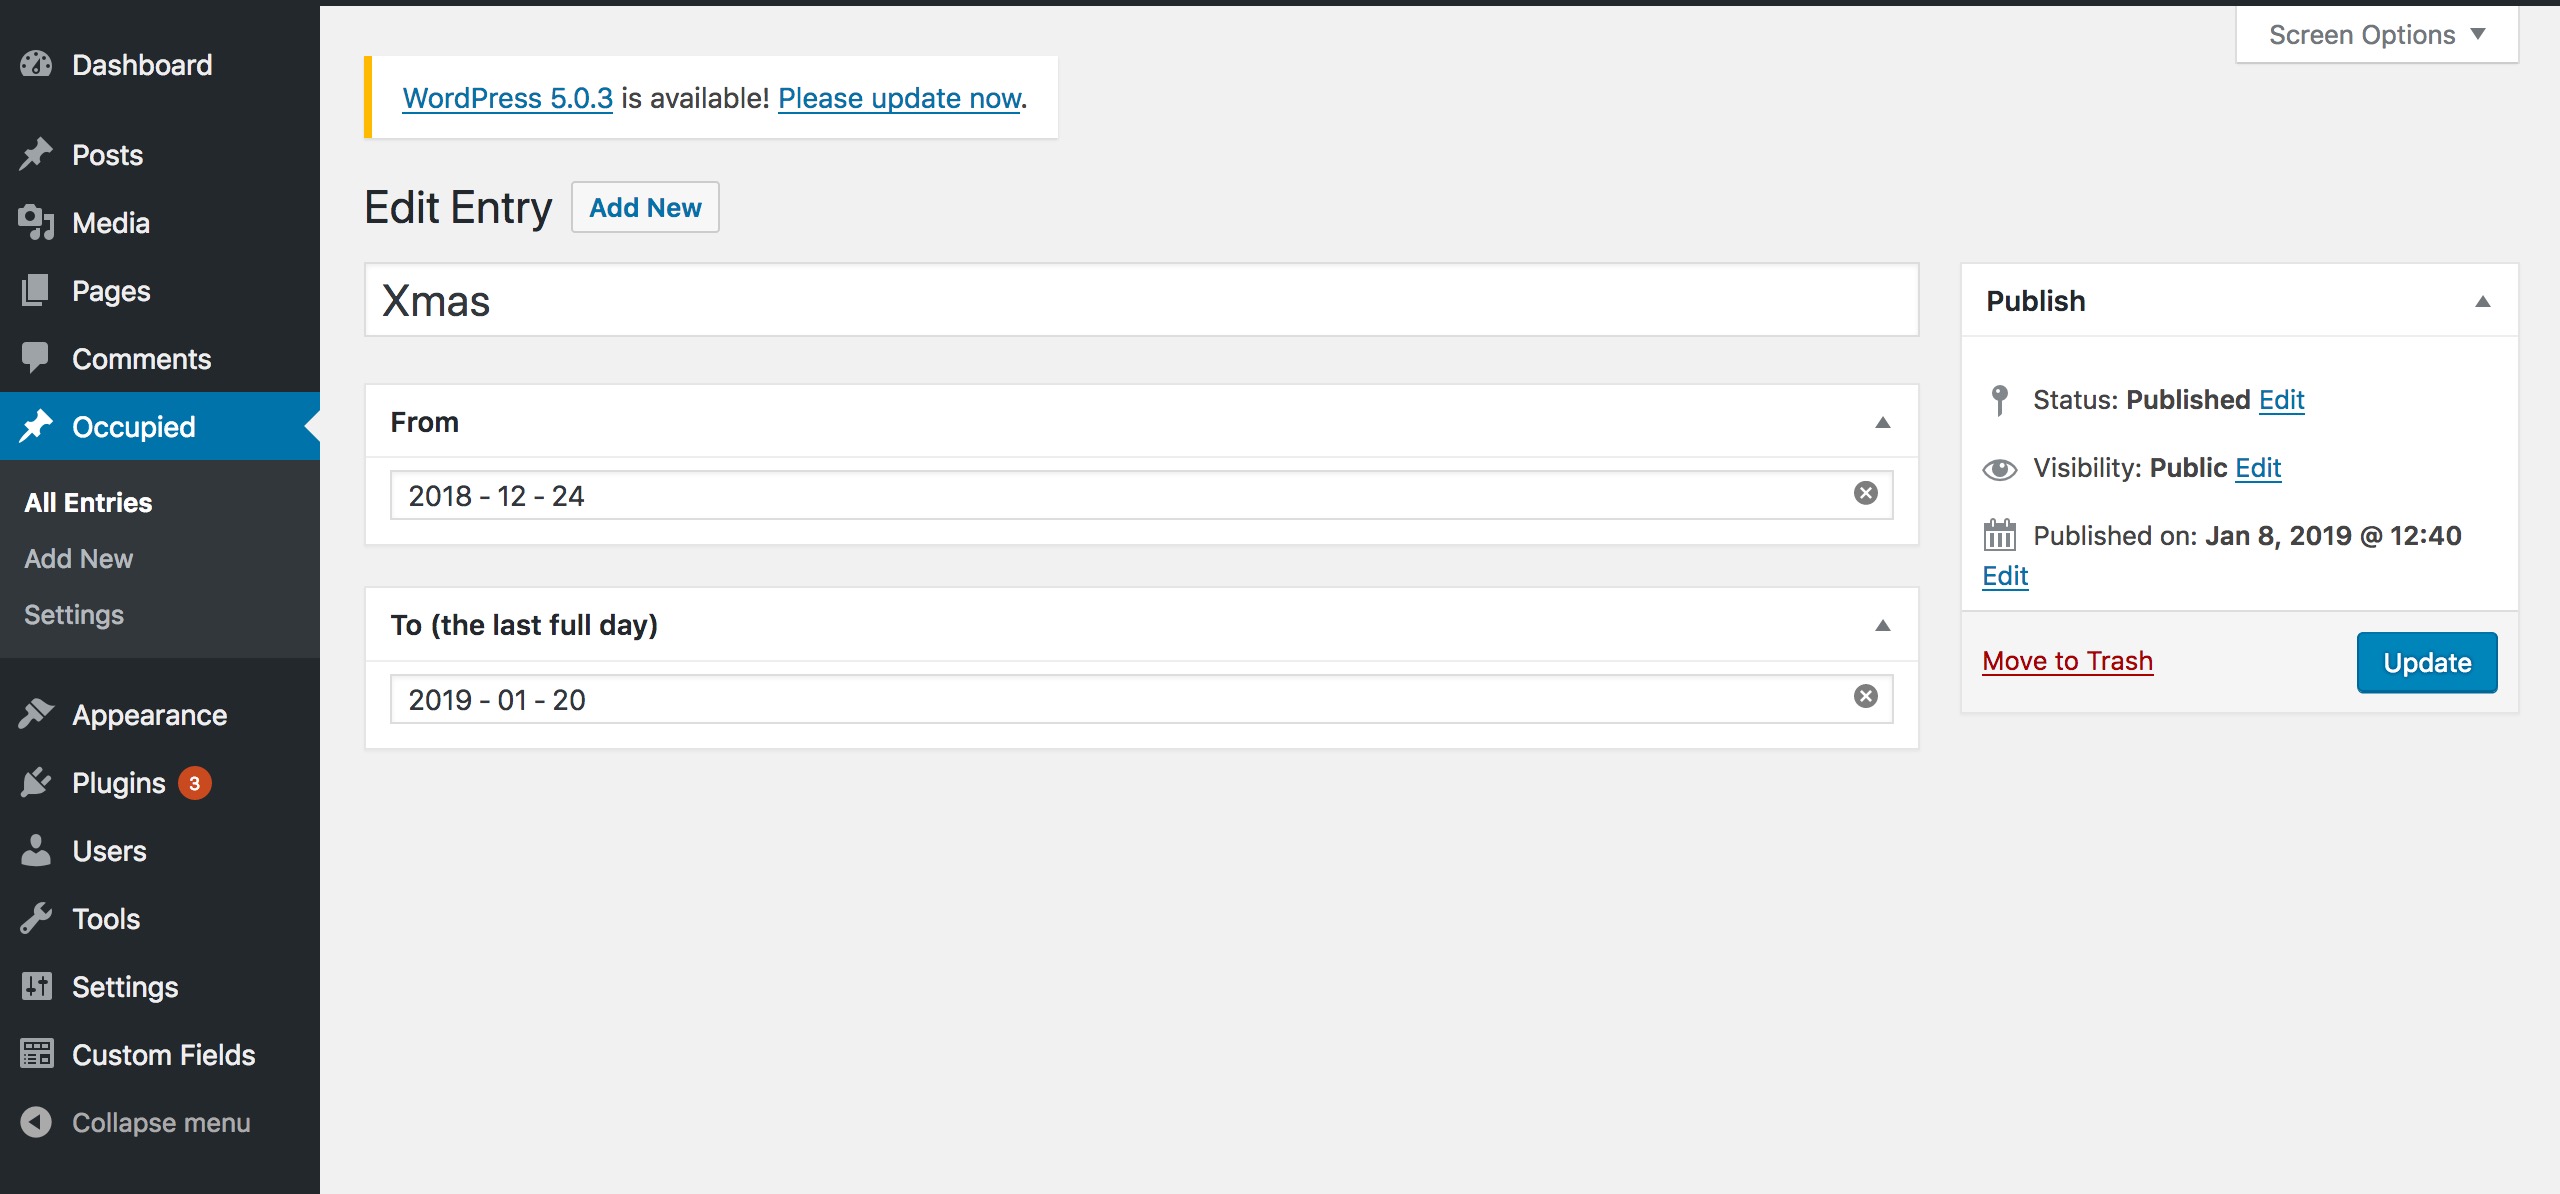 Dashboard
Posts
Media
Pages
Comments
Occupied
All Entries
Add New
Settings
Appearance
Plugins 3
Users
Tools
Settings
Custom Fields
Collapse menu
Screen Options
WordPress 5.0.3 is available! Please update now.
Edit Entry Add New
Xmas
From
2018 - 12 - 24
To (the last full day)
2019 - 01 - 20
Publish
Status: Published Edit
Visibility: Public Edit
Published on: Jan 8, 2019 @ 12:40
Edit
Move to Trash Update